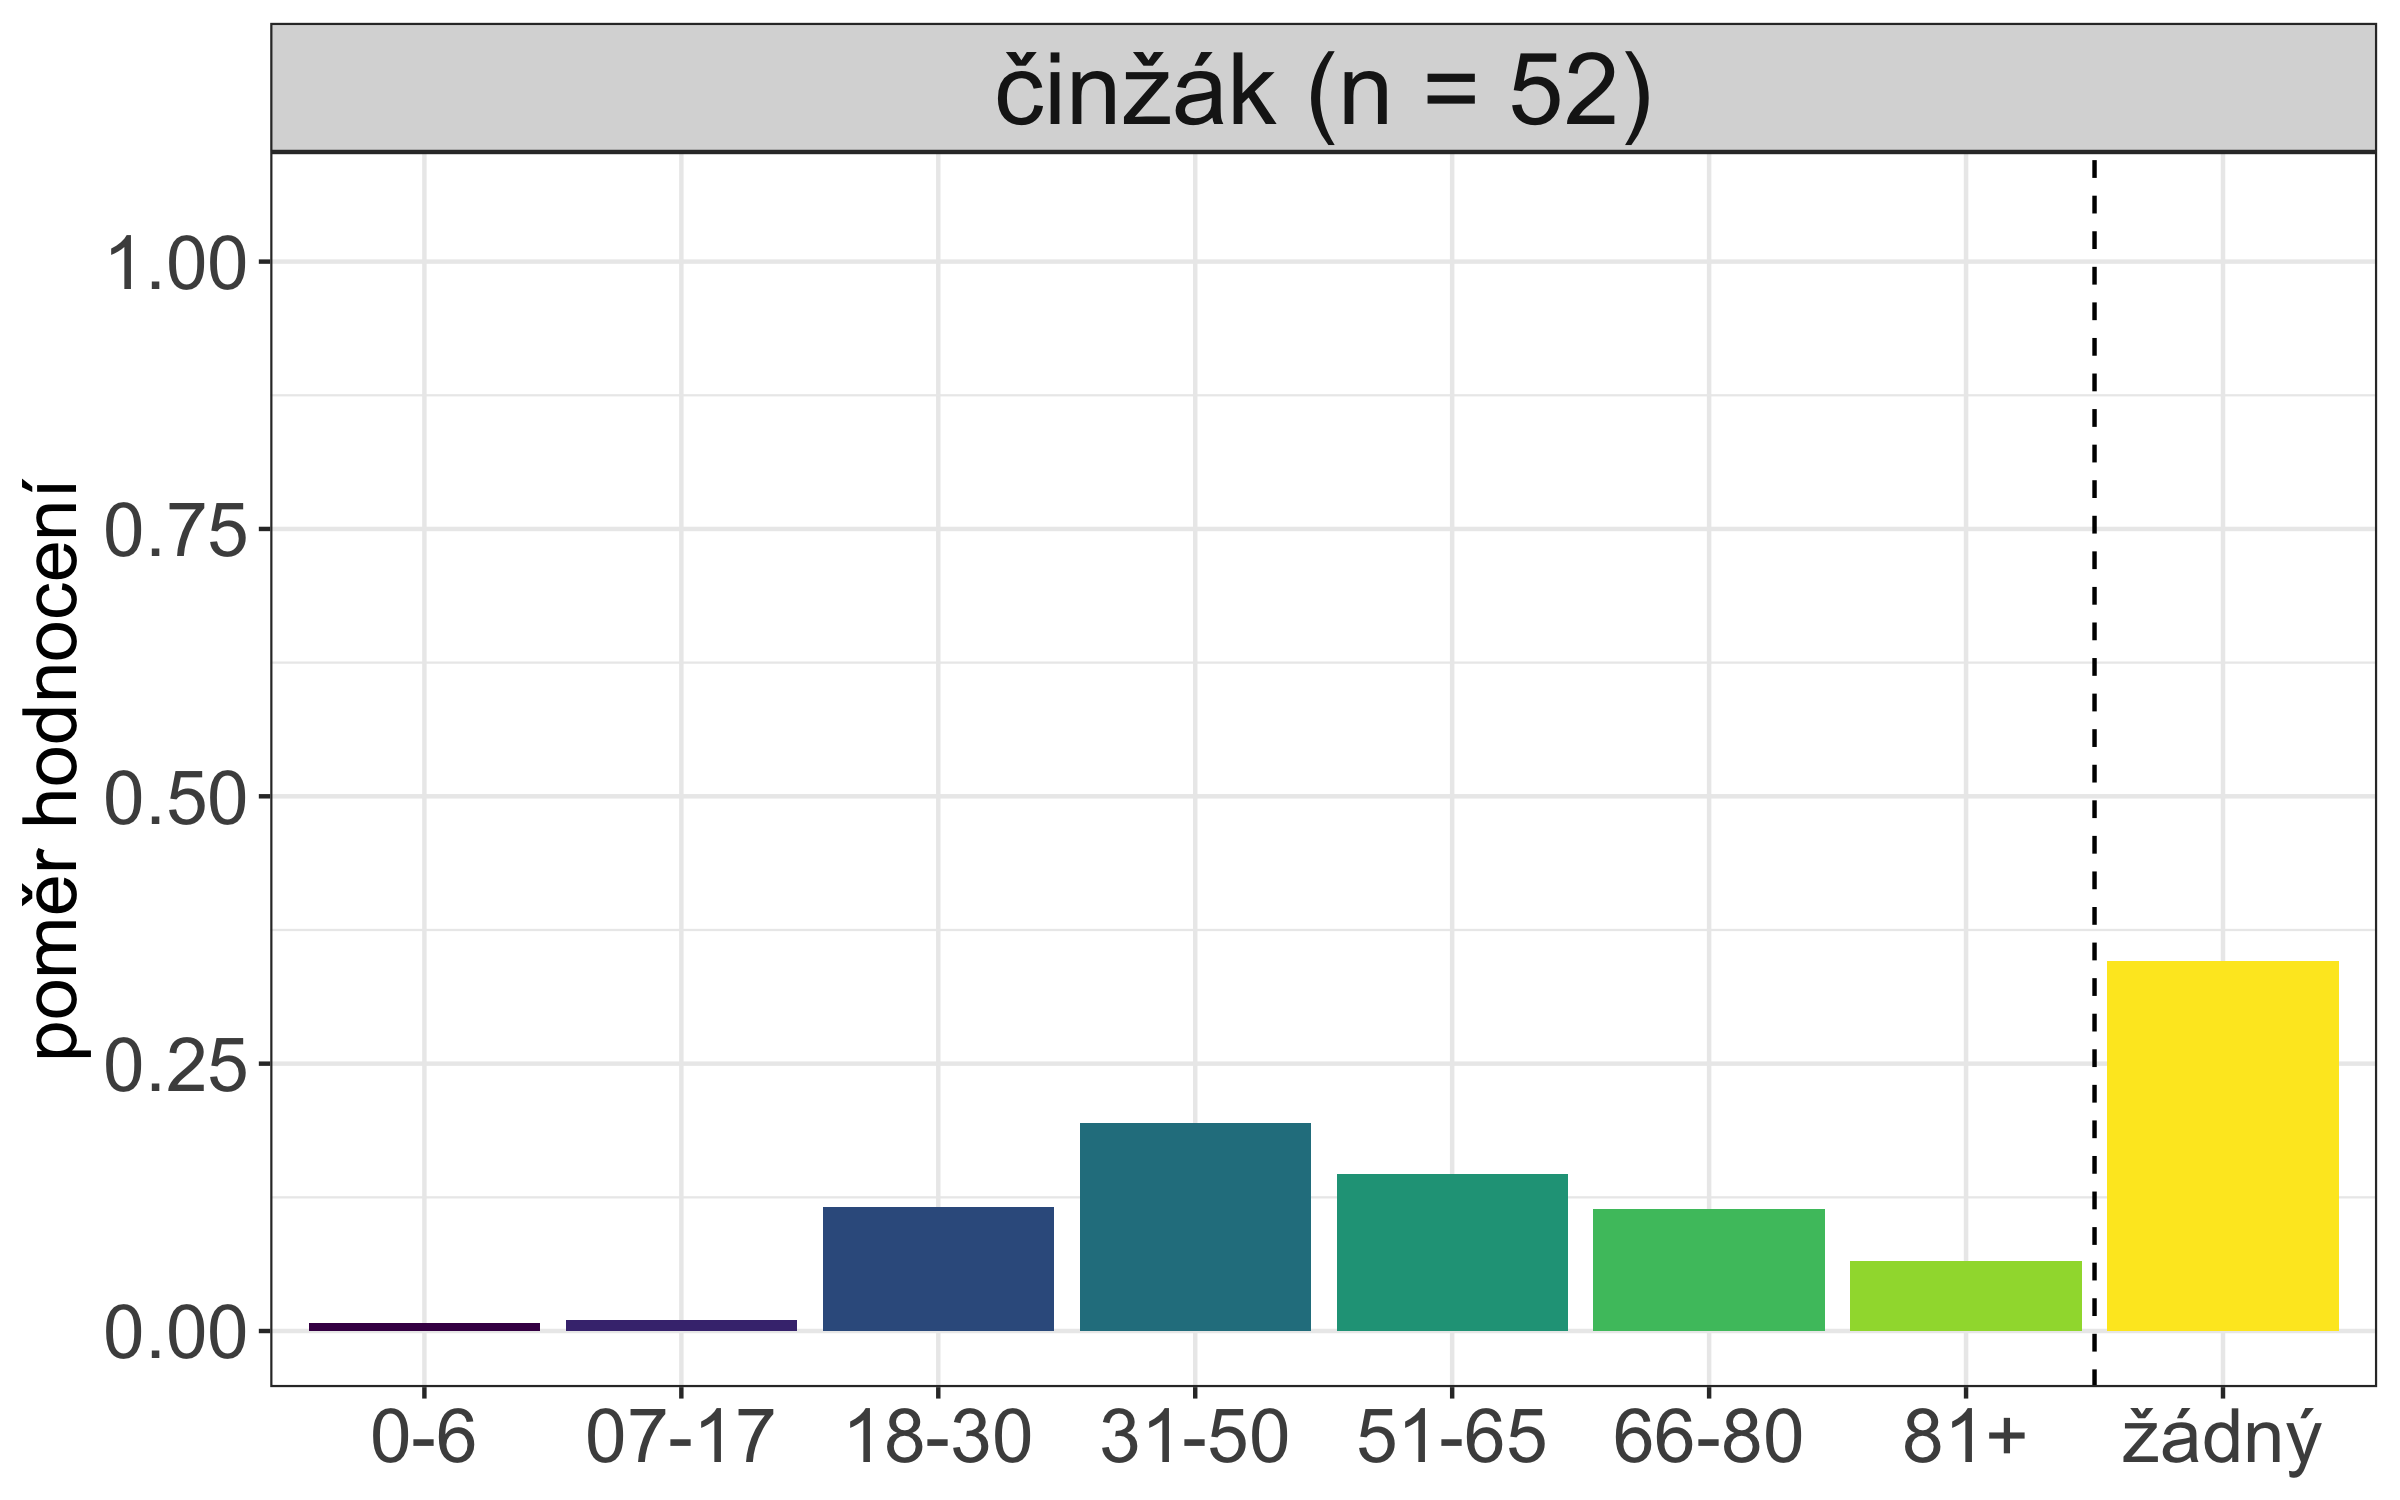 činžák (n = 52)
poměr hodnocení
1.00
0.75
0.50
0.25
0.00
0-6 07-17 18-30 31-50 51-65 66-80 81+ žádný